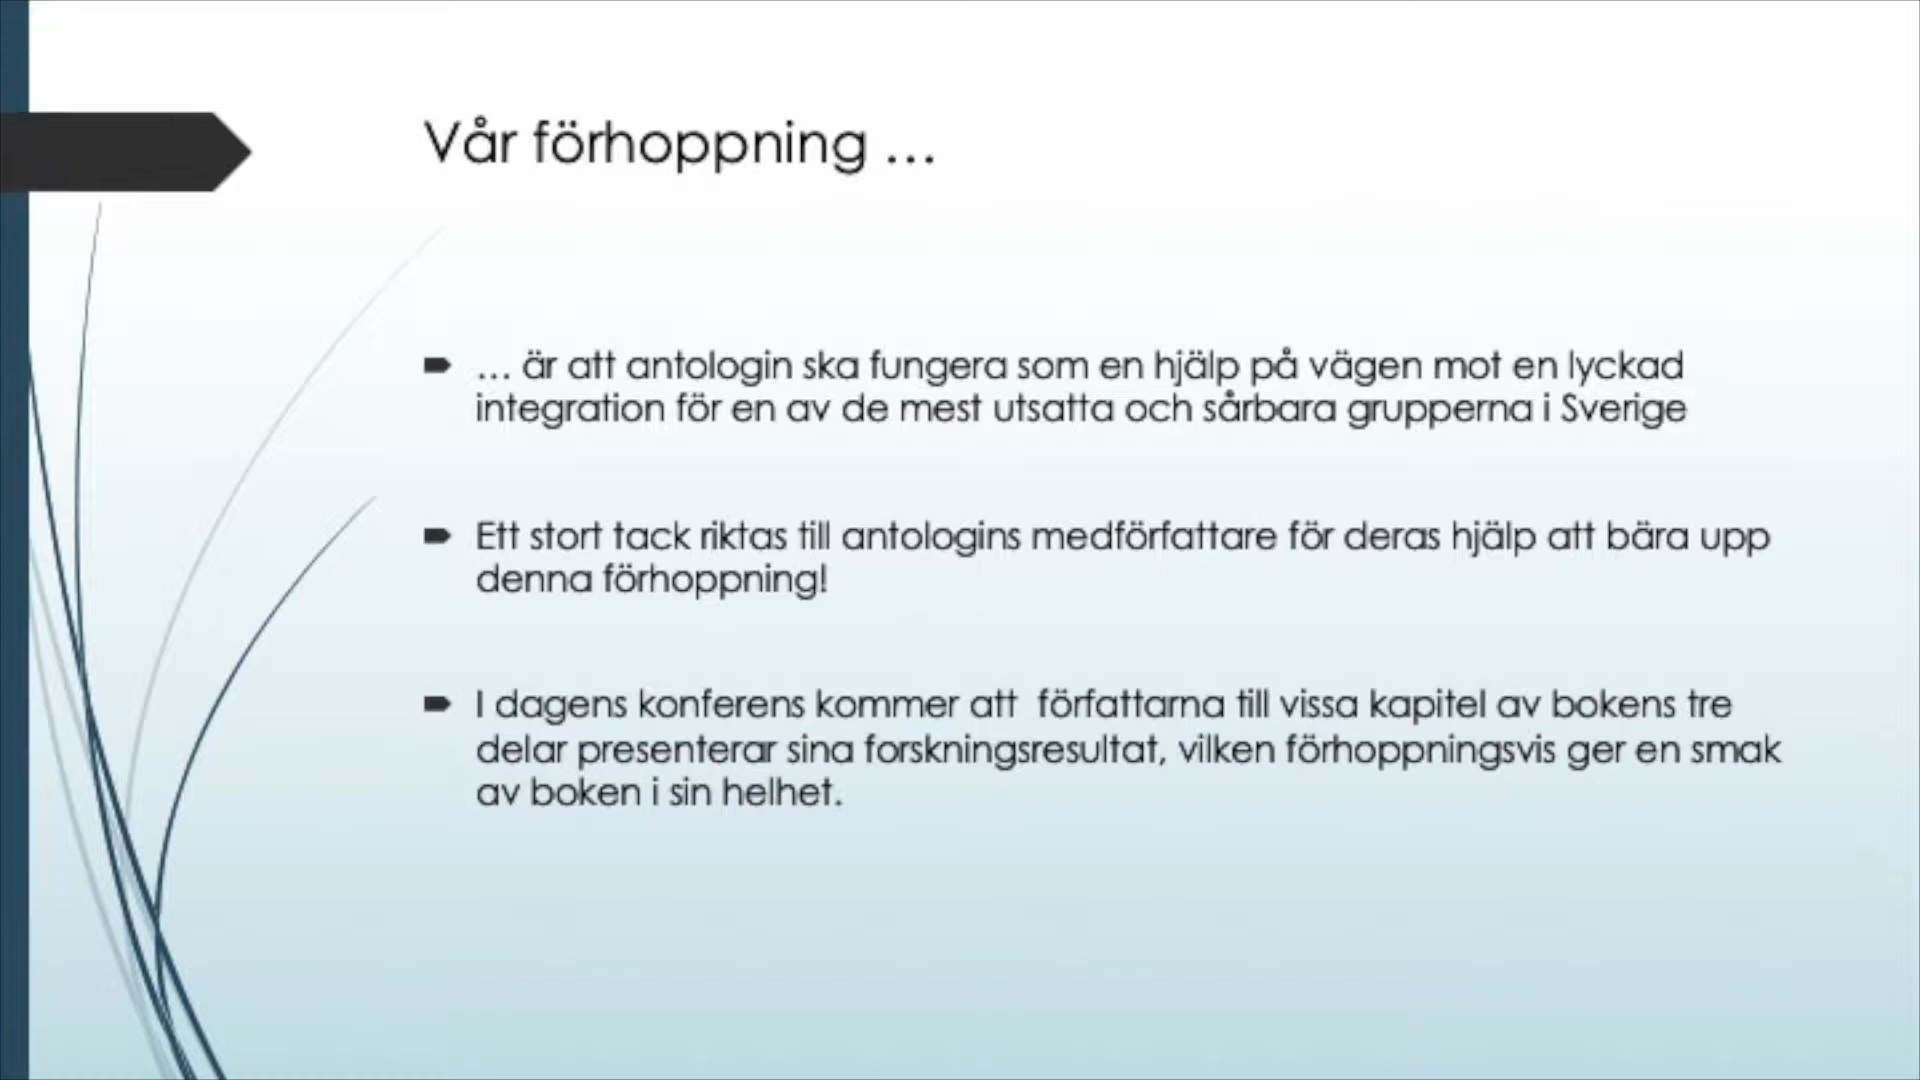 Vår förhoppning …
… är att antologin ska fungera som en hjälp på vägen mot en lyckad
integration för en av de mest utsatta och sårbara grupperna i Sverige
Ett stort tack riktas till antologins medförfattare för deras hjälp att bära upp
denna förhoppning!
I dagens konferens kommer att  författarna till vissa kapitel av bokens tre
delar presenterar sina forskningsresultat, vilken förhoppningsvis ger en smak
av boken i sin helhet.